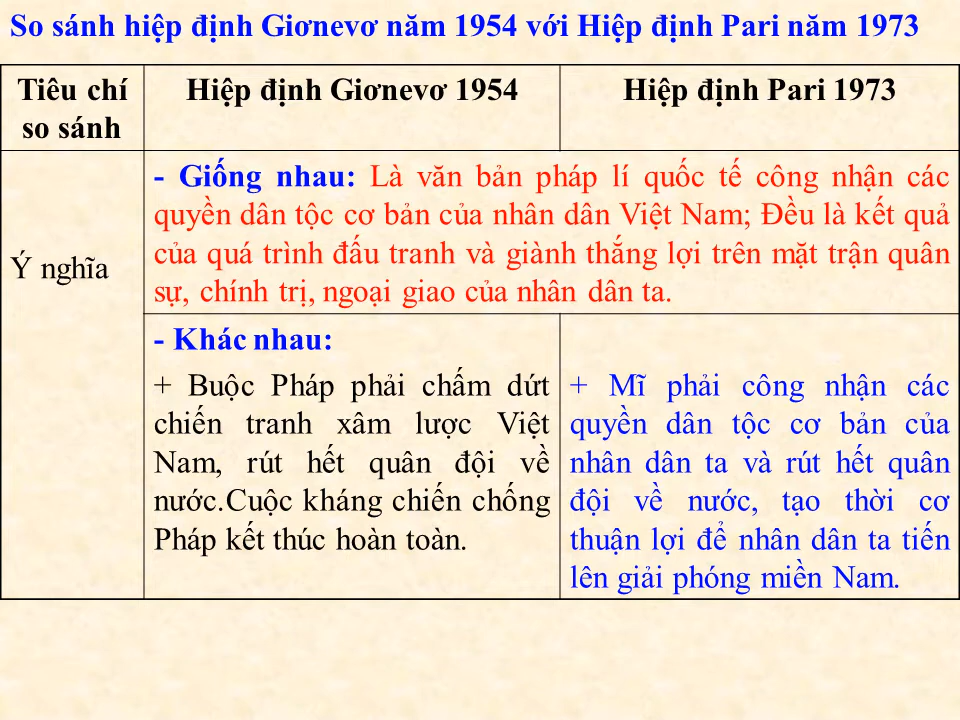 So sánh hiệp định Giơnevơ năm 1954 với Hiệp định Pari năm 1973
Tiêu chí
so sánh
Hiệp định Giơnevơ 1954
Hiệp định Pari 1973
Ý nghĩa
- Giống nhau: Là văn bản pháp lí quốc tế công nhận các
quyền dân tộc cơ bản của nhân dân Việt Nam; Đều là kết quả
của quá trình đấu tranh và giành thắng lợi trên mặt trận quân
sự, chính trị, ngoại giao của nhân dân ta.
- Khác nhau:
+ Buộc Pháp phải chấm dứt
chiến tranh xâm lược Việt
Nam, rút hết quân đội về
nước.Cuộc kháng chiến chống
Pháp kết thúc hoàn toàn.
+ Mĩ phải công nhận các
quyền dân tộc cơ bản của
nhân dân ta và rút hết quân
đội về nước, tạo thời cơ
thuận lợi để nhân dân ta tiến
lên giải phóng miền Nam.